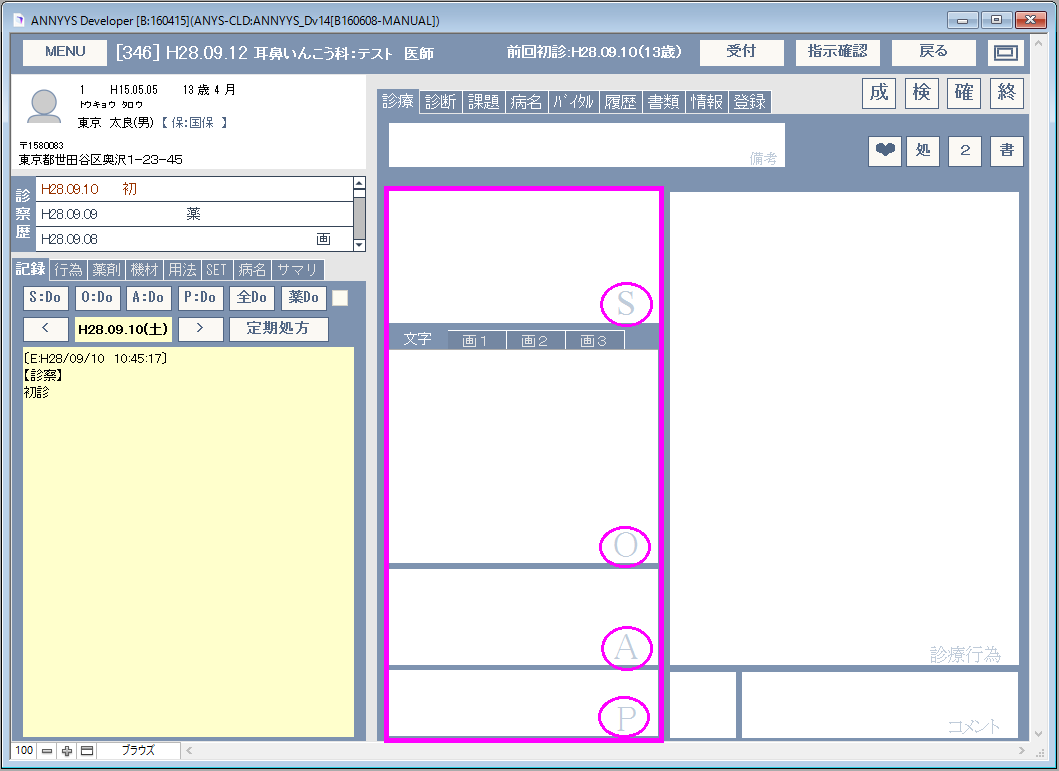 ANNYYS Developer [B:160415](ANYS-CLD:ANNYYS_Dv14[B160608-MANUAL])
MENU [346] H28.09.12 耳鼻いんこう科:テスト 医師 前回初診:H28.09.10(13歳) 受付 指示確認 戻る
1 H15.05.05 13 歳 4 月
トウキョウ タロウ
東京 太良(男)【 保:国保 】
〒1580083
東京都世田谷区奥沢1-23-45
成 検 確 終
診療 診断 課題 病名 バイタル 履歴 書類 情報 登録
備考
処 2 書
診察歴
H28.09.10 初
H28.09.09 薬
H28.09.08 画
記録 行為 薬剤 機材 用法 SET 病名 サマリ
S:Do O:Do A:Do P:Do 全Do 薬Do
< H28.09.10(土) > 定期処方
[E:H28/09/10 10:45:17]
【診察】
初診
S
文字 画1 画2 画3
O
A
P
診療行為
コメント
100 ブラウズ